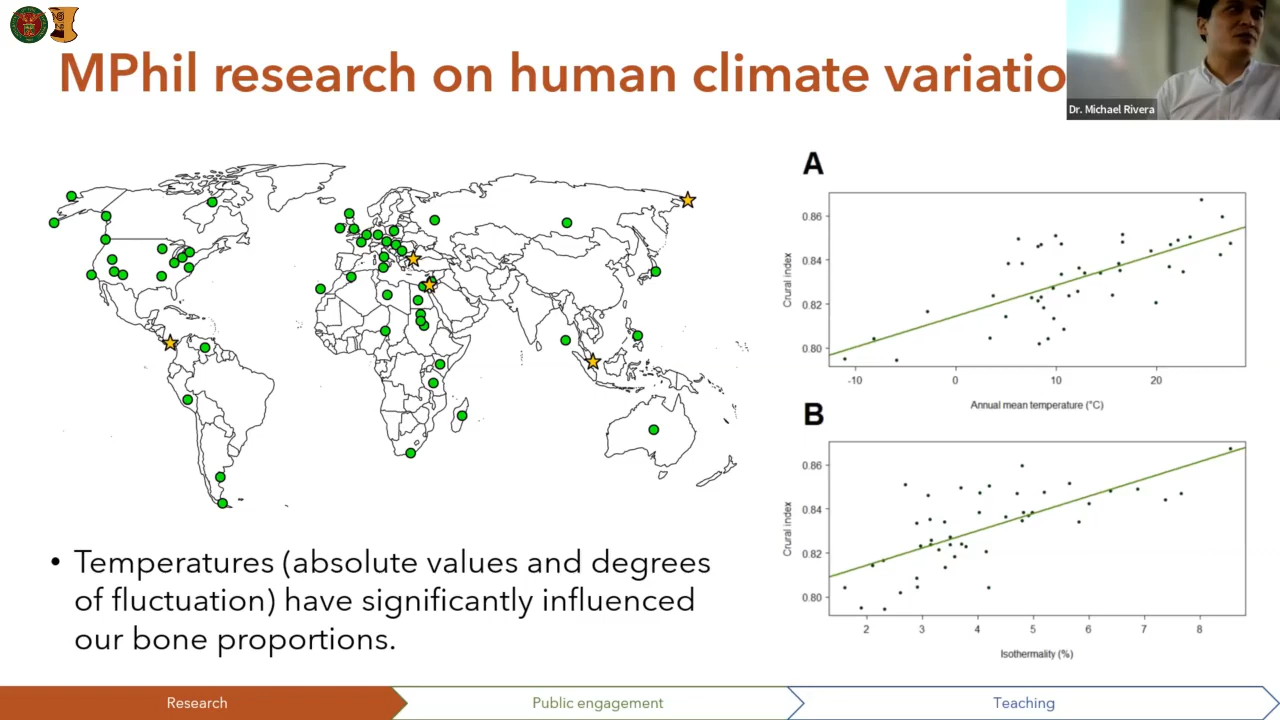 MPhil research on human climate variatio
Dr. Michael Rivera
A
0.86
0.84
0.82
0.80
Crural index
-10 0 10 20
Annual mean temperature (°C)
B
0.86
0.84
0.82
0.80
Crural index
2 3 4 5 6 7 8
Isothermality (%)
• Temperatures (absolute values and degrees
of fluctuation) have significantly influenced
our bone proportions.
Research Public engagement Teaching